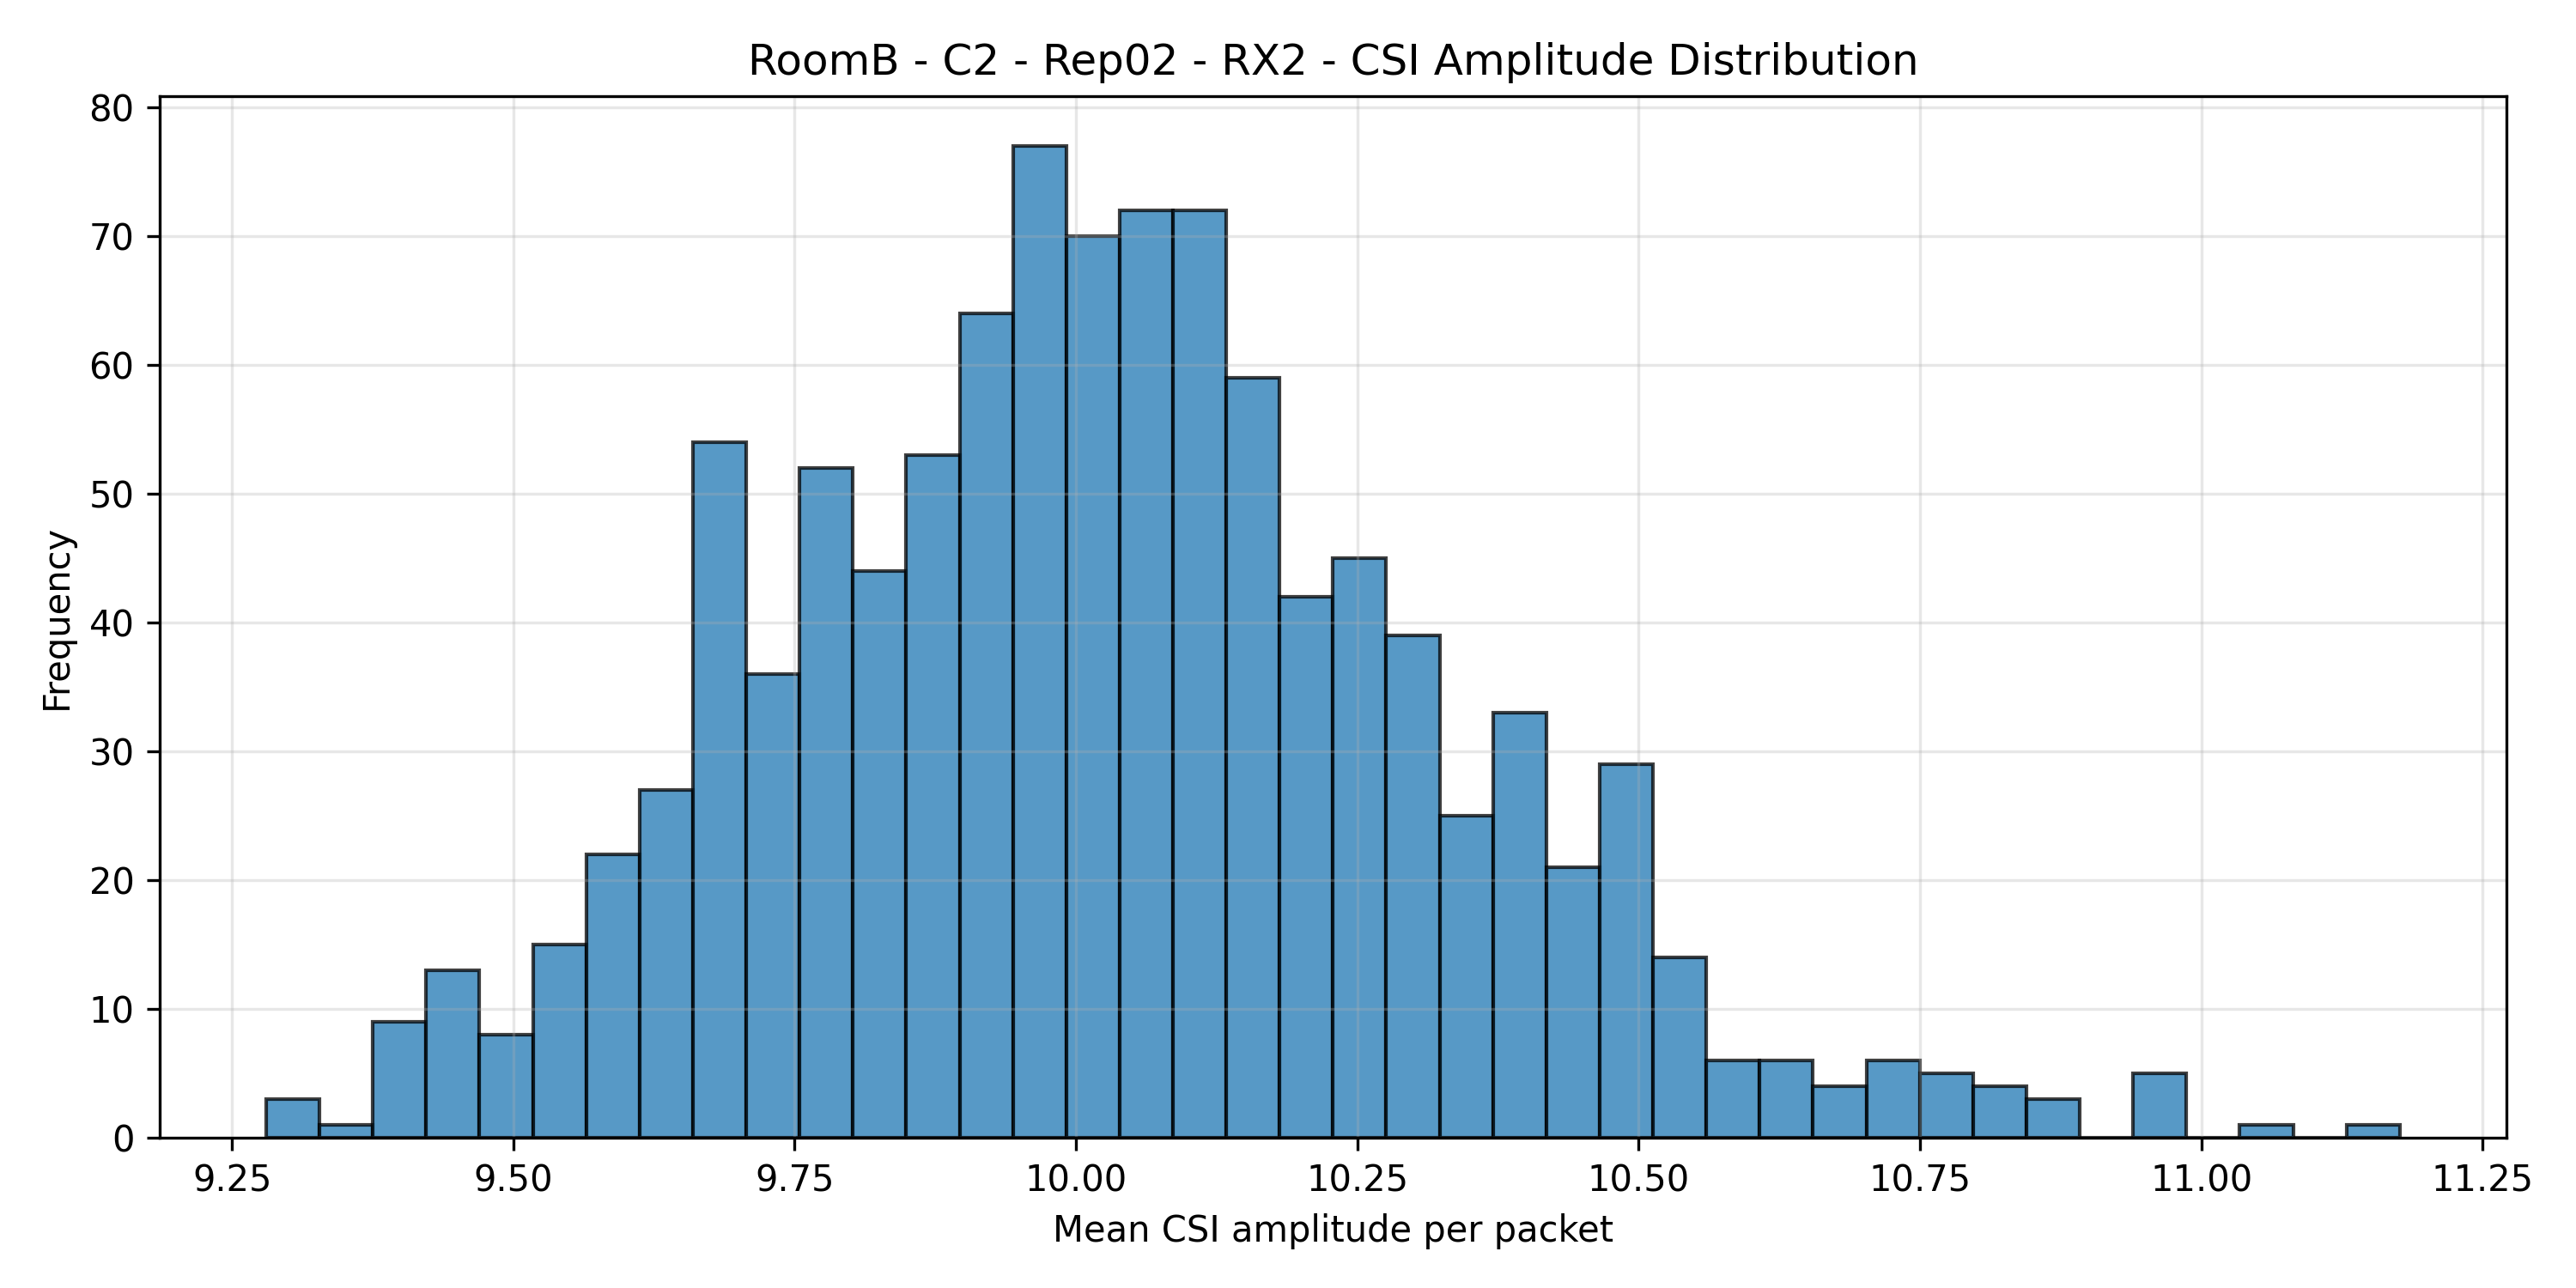 RoomB - C2 - Rep02 - RX2 - CSI Amplitude Distribution
80
70
60
50
40
30
20
10
0
Frequency
9.25 9.50 9.75 10.00 10.25 10.50 10.75 11.00 11.25
Mean CSI amplitude per packet